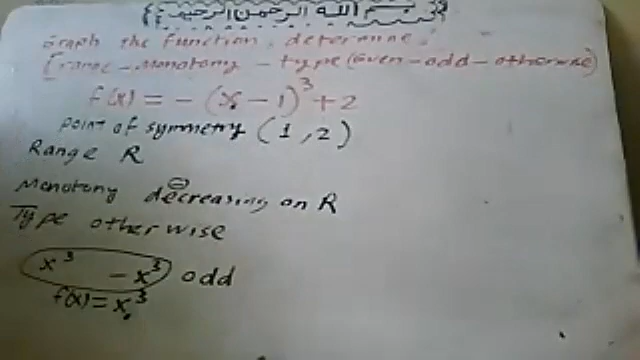 بسم الله الرحمن الرحيم
Graph the function, determine:
[range - Monotony - type (Even - odd - otherwise)
f(x) = - (x - 1)³ + 2
point of symmetry (1, 2)
Range R
Monotony decreasing on R
Type otherwise
x³ - x³ odd
f(x) = x³